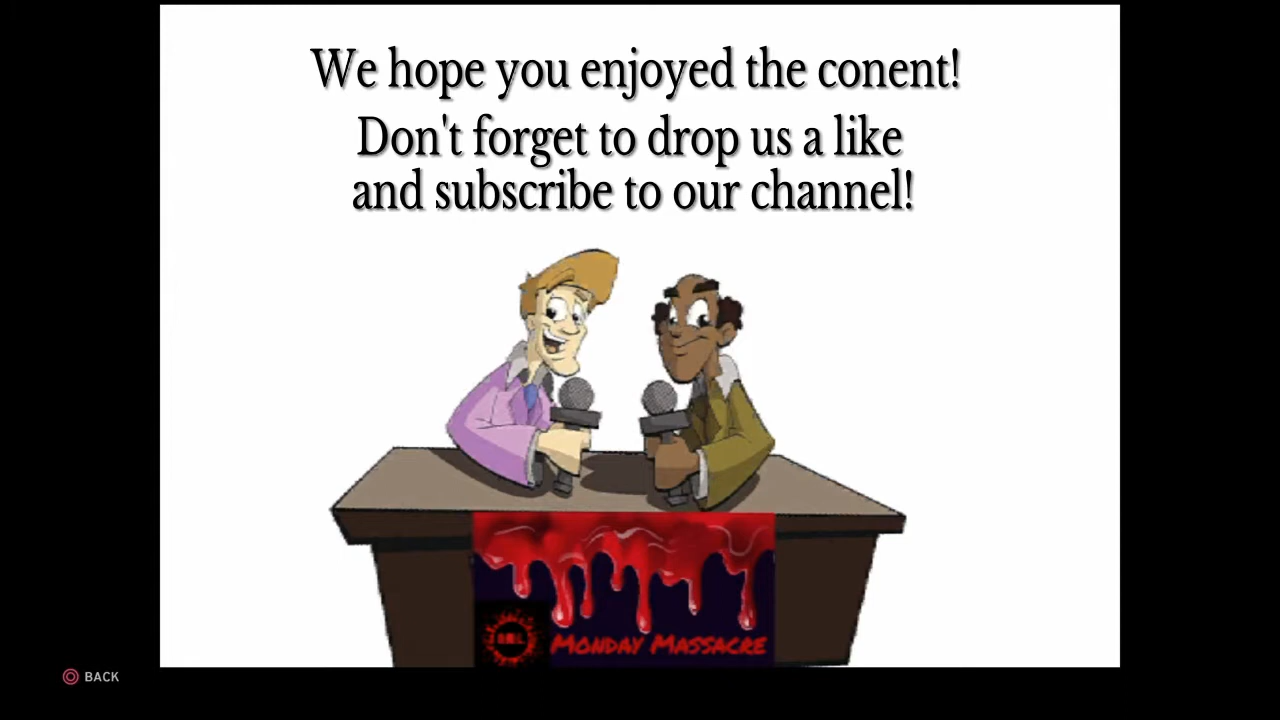 We hope you enjoyed the conent!
Don't forget to drop us a like
and subscribe to our channel!
MONDAY MASSACRE
BACK